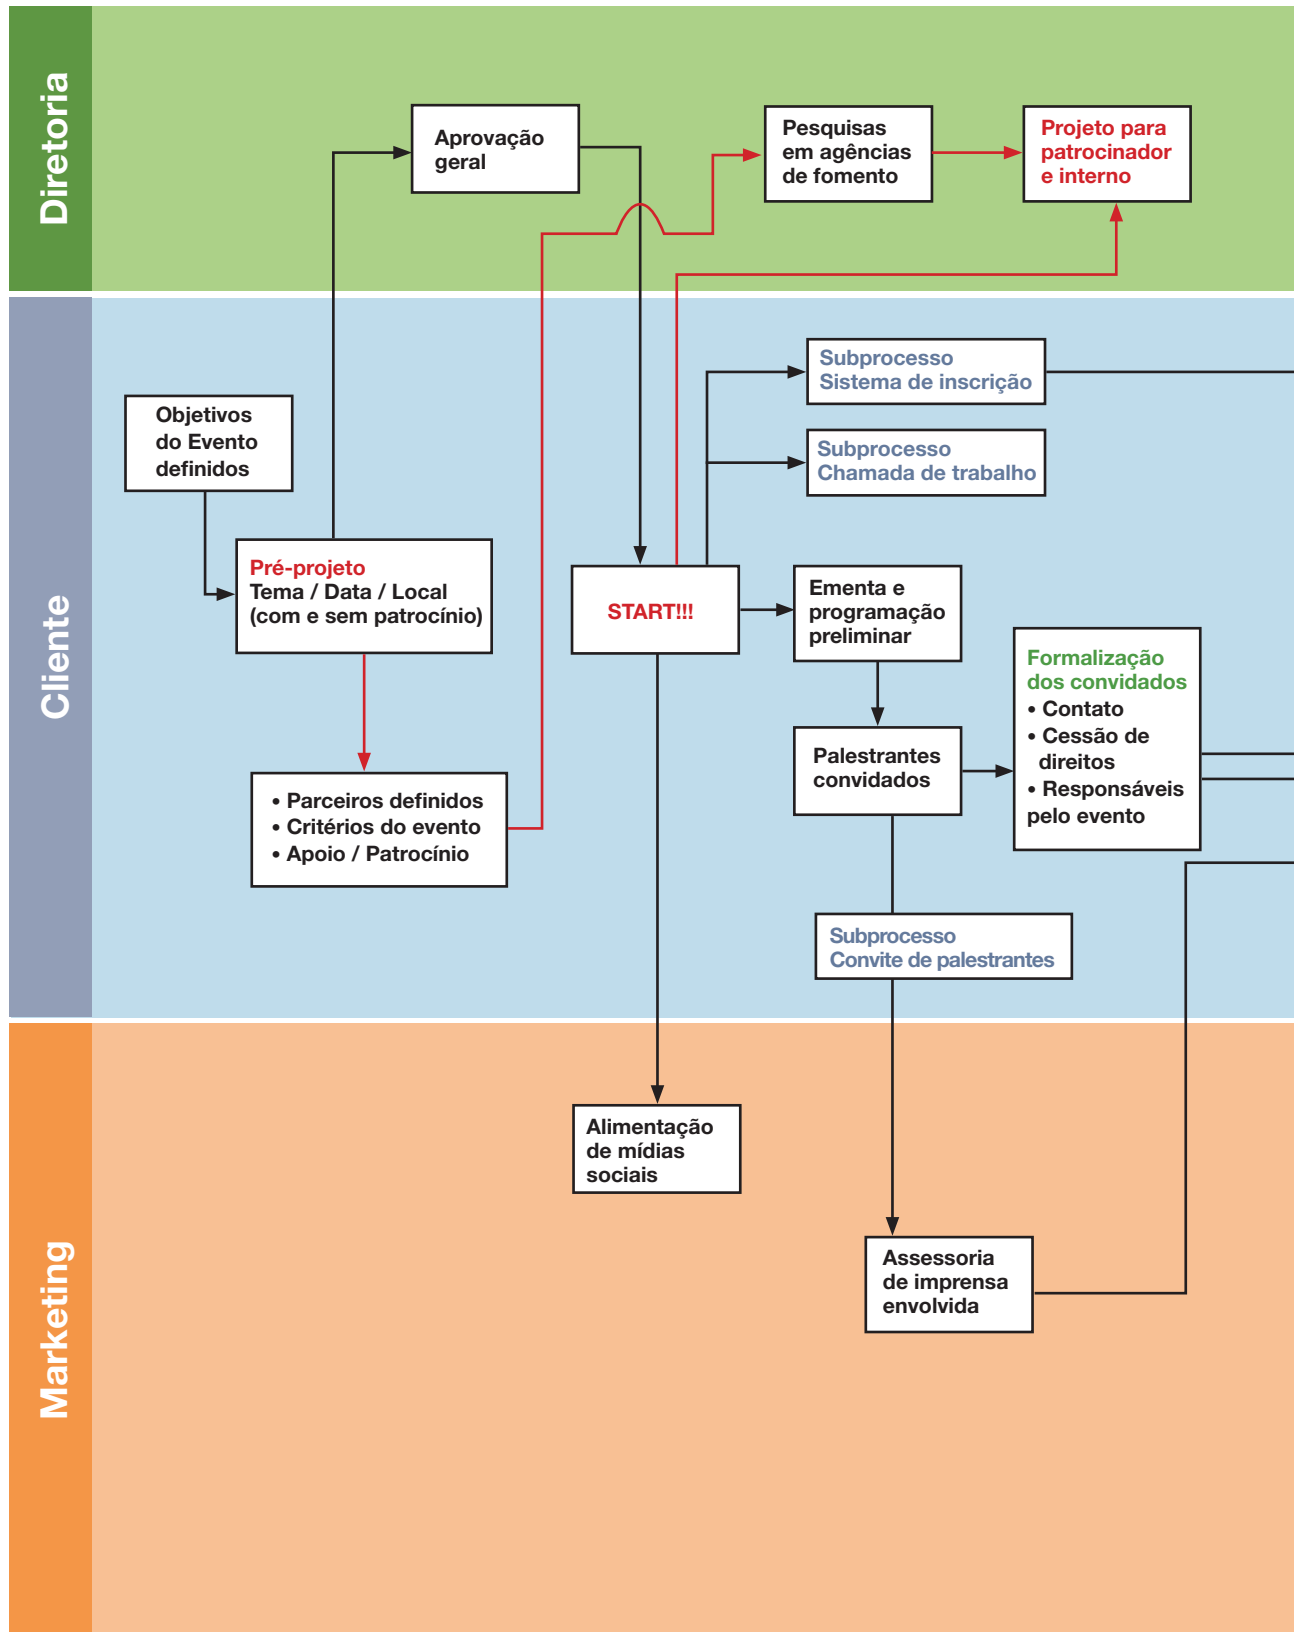 Diretoria
Aprovação
geral
Pesquisas
em agências
de fomento
Projeto para
patrocinador
e interno
Cliente
Objetivos
do Evento
definidos
Pré-projeto
Tema / Data / Local
(com e sem patrocínio)
• Parceiros definidos
• Critérios do evento
• Apoio / Patrocínio
START!!!
Subprocesso
Sistema de inscrição
Subprocesso
Chamada de trabalho
Ementa e
programação
preliminar
Palestrantes
convidados
Formalização
dos convidados
• Contato
• Cessão de
direitos
• Responsáveis
pelo evento
Subprocesso
Convite de palestrantes
Marketing
Alimentação
de mídias
sociais
Assessoria
de imprensa
envolvida